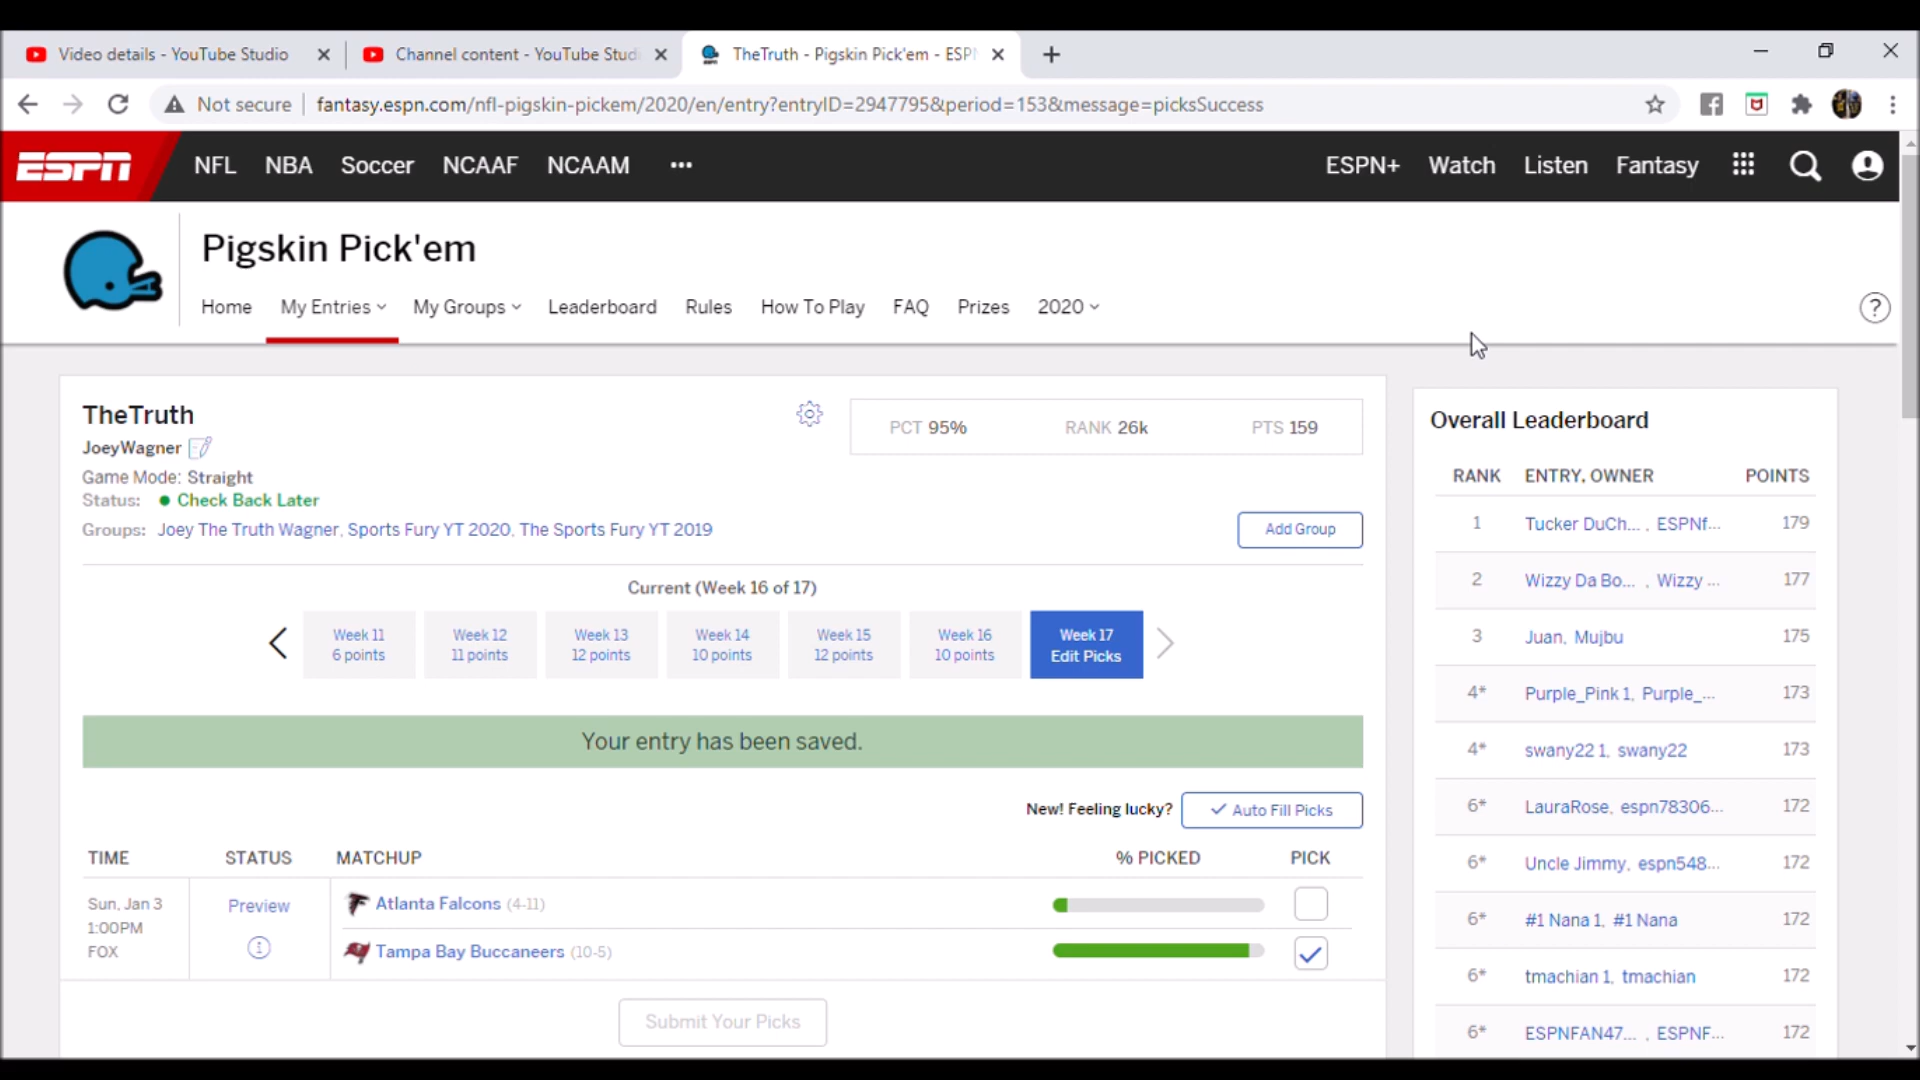 Video details - YouTube Studio
Channel content - YouTube Studi
TheTruth - Pigskin Pick'em - ESPN
Not secure
fantasy.espn.com/nfl-pigskin-pickem/2020/en/entry?entryID=2947795&period=153&message=picksSuccess
ESPN NFL NBA Soccer NCAAF NCAAM ••• ESPN+ Watch Listen Fantasy
Pigskin Pick'em
Home My Entries My Groups Leaderboard Rules How To Play FAQ Prizes 2020 ?
TheTruth
JoeyWagner
Game Mode: Straight
Status: Check Back Later
Groups: Joey The Truth Wagner, Sports Fury YT 2020, The Sports Fury YT 2019
PCT 95% RANK 26k PTS 159
Add Group
Current (Week 16 of 17)
Week 11
6 points
Week 12
11 points
Week 13
12 points
Week 14
10 points
Week 15
12 points
Week 16
10 points
Week 17
Edit Picks
Your entry has been saved.
New! Feeling lucky? Auto Fill Picks
TIME STATUS MATCHUP % PICKED PICK
Sun, Jan 3
1:00PM
FOX
Preview
Atlanta Falcons (4-11)
Tampa Bay Buccaneers (10-5)
Submit Your Picks
Overall Leaderboard
RANK ENTRY, OWNER POINTS
1 Tucker DuCh... , ESPNf... 179
2 Wizzy Da Bo... , Wizzy ... 177
3 Juan, Mujbu 175
4* Purple_Pink 1, Purple_... 173
4* swany22 1, swany22 173
6* LauraRose, espn78306... 172
6* Uncle Jimmy, espn548... 172
6* #1 Nana 1, #1 Nana 172
6* tmachian 1, tmachian 172
6* ESPNFAN47... , ESPNF... 172